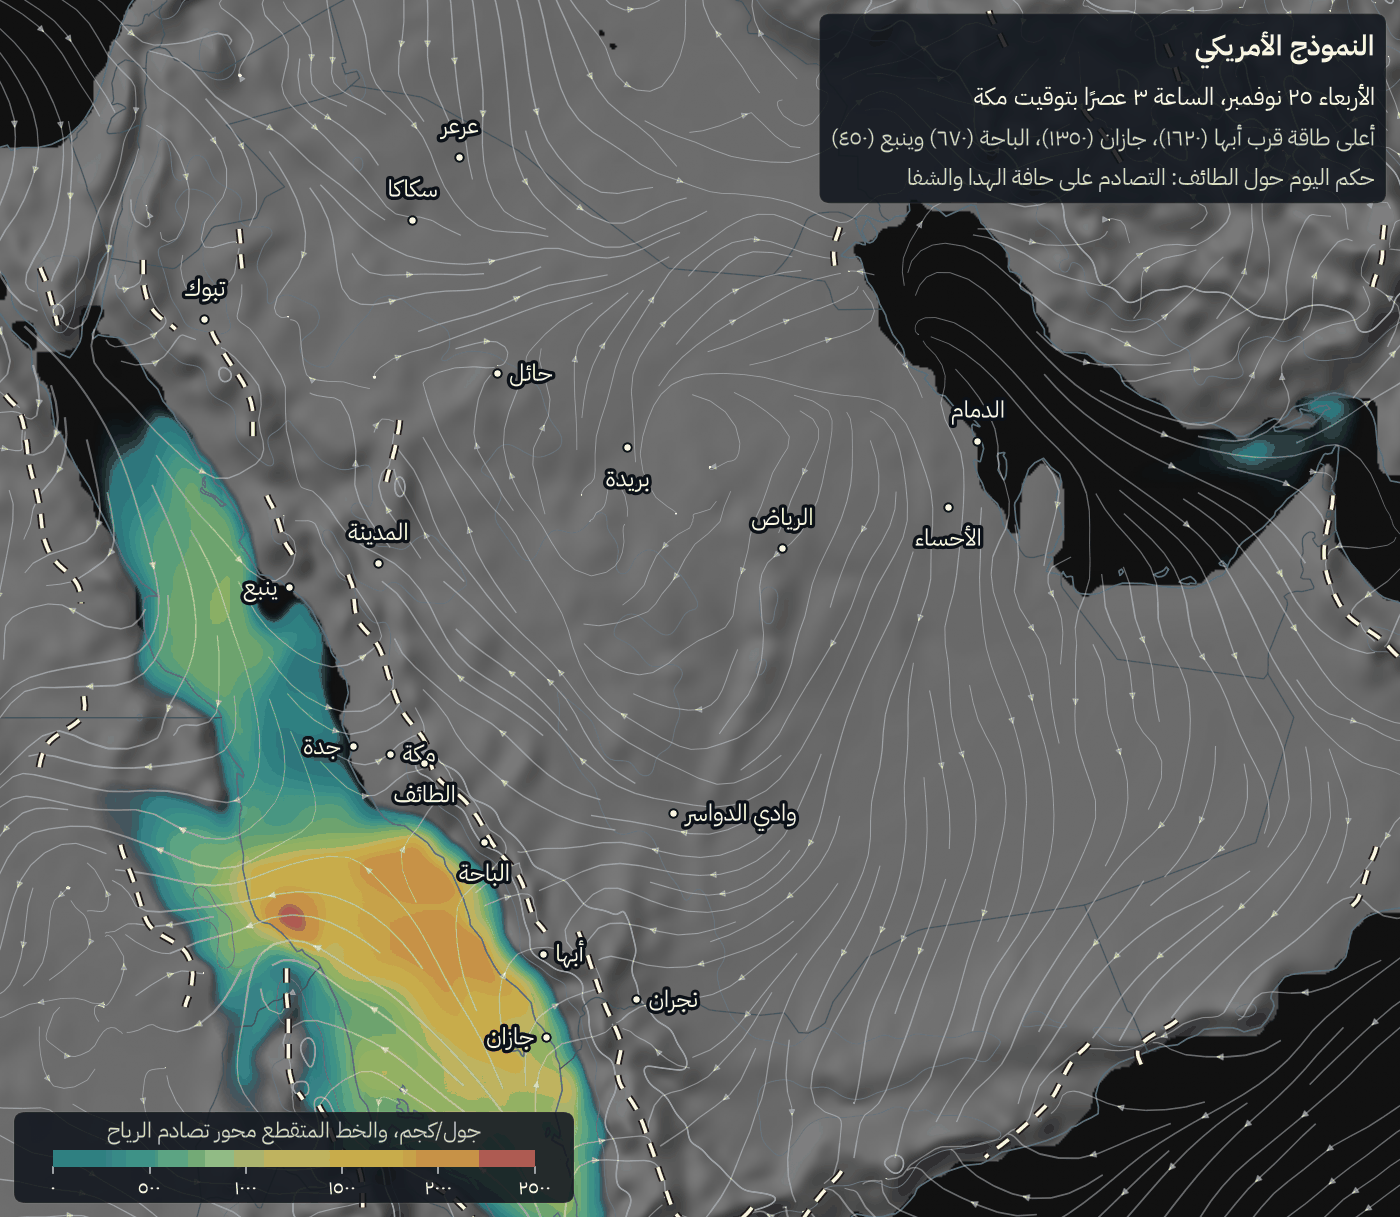 النموذج الأمريكي
الأربعاء ٢٥ نوفمبر، الساعة ٣ عصرًا بتوقيت مكة
أعلى طاقة قرب أبها (١٦٢٠)، جازان (١٣٥٠)، الباحة (٦٧٠) وينبع (٤٥٠)
حكم اليوم حول الطائف: التصادم على حافة الهدا والشفا
عرعر
سكاكا
تبوك
حائل
الدمام
بريدة
الرياض
المدينة
الأحساء
ينبع
جدة
مكة
الطائف
وادي الدواسر
الباحة
أبها
نجران
جازان
جول/كجم، والخط المتقطع محور تصادم الرياح
٠ ٥٠٠ ١٠٠٠ ١٥٠٠ ٢٠٠٠ ٢٥٠٠